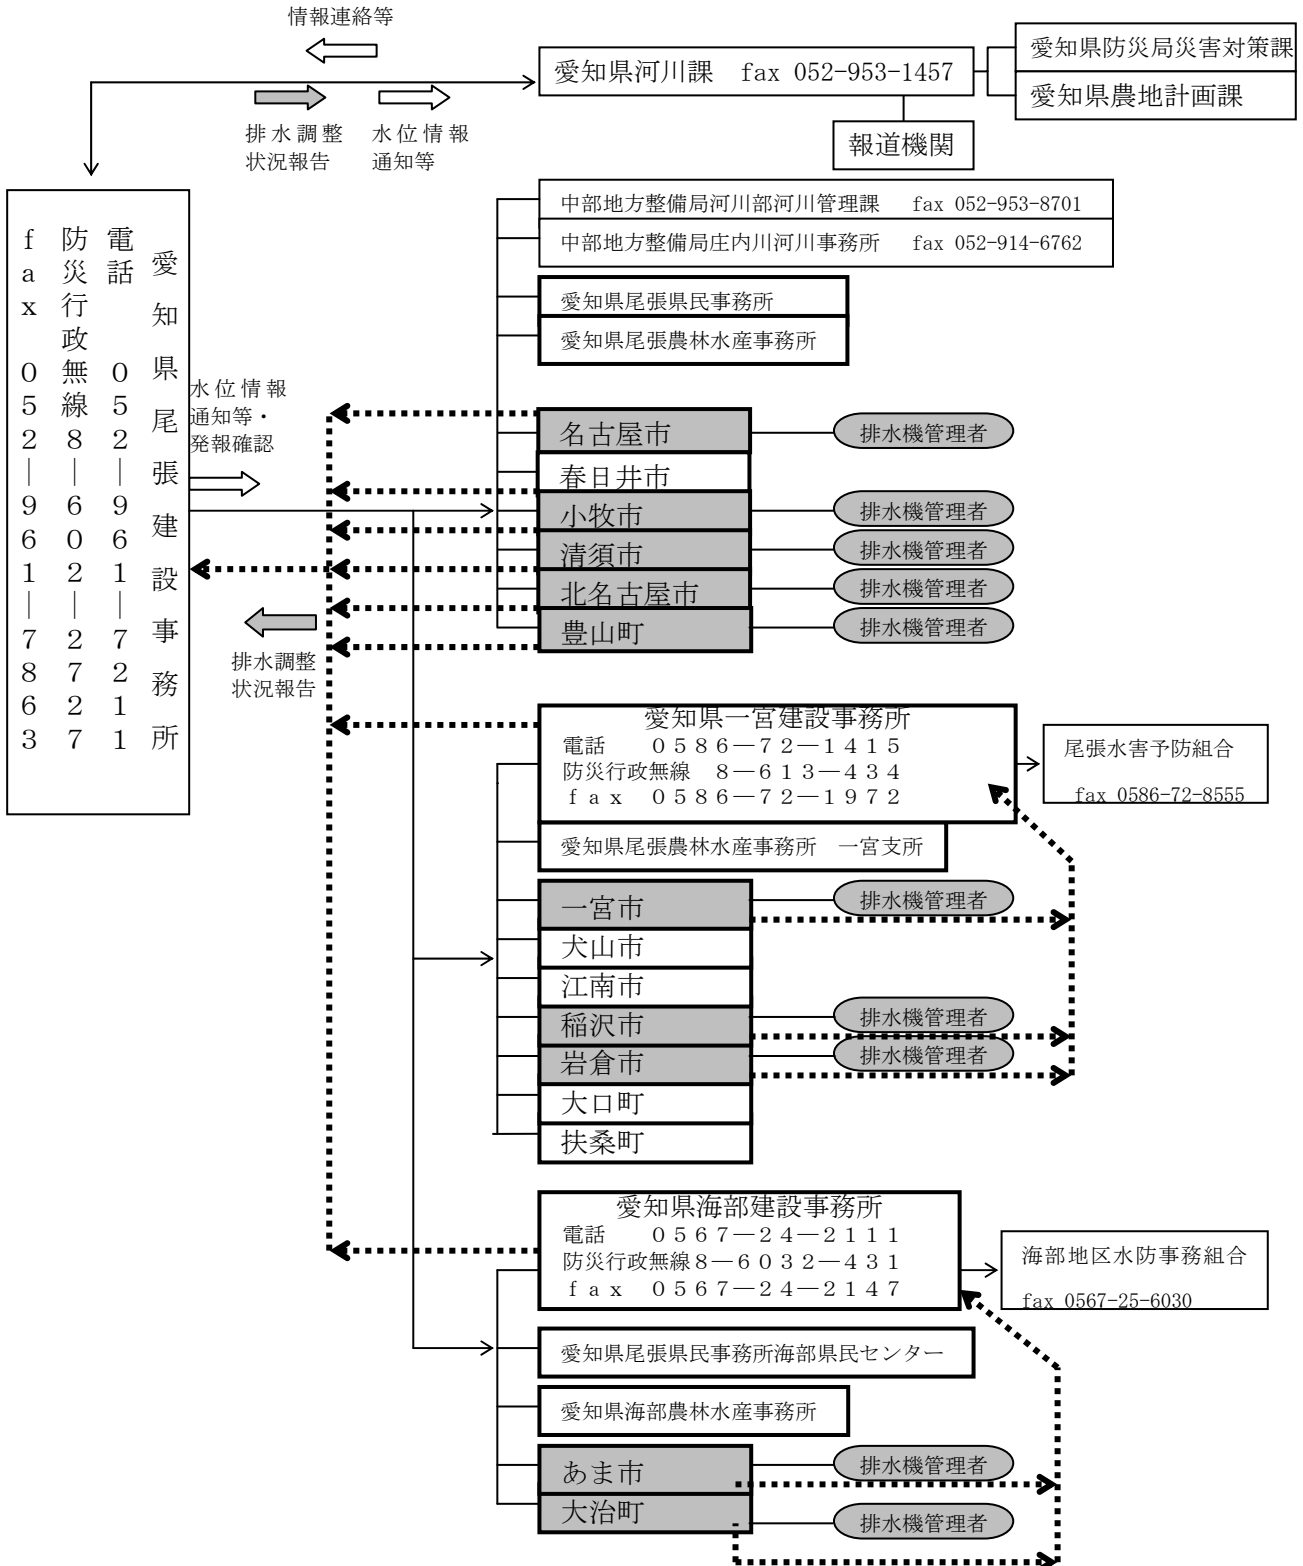 情報連絡等
愛知県河川課　fax 052-953-1457
愛知県防災局災害対策課
愛知県農地計画課
報道機関
排水調整
状況報告
水位情報
通知等
愛知県尾張建設事務所
電話　０５２―９６１―７２１１
防災行政無線８―６０２―２７２７
ｆａｘ　０５２―９６１―７８６３
水位情報
通知等・
発報確認
排水調整
状況報告
中部地方整備局河川部河川管理課　fax 052-953-8701
中部地方整備局庄内川河川事務所　fax 052-914-6762
愛知県尾張県民事務所
愛知県尾張農林水産事務所
名古屋市　排水機管理者
春日井市
小牧市　排水機管理者
清須市　排水機管理者
北名古屋市　排水機管理者
豊山町　排水機管理者
愛知県一宮建設事務所
電話　０５８６―７２―１４１５
防災行政無線　８―６１３―４３４
ｆａｘ　０５８６―７２―１９７２
尾張水害予防組合
fax 0586-72-8555
愛知県尾張農林水産事務所　一宮支所
一宮市　排水機管理者
犬山市
江南市
稲沢市　排水機管理者
岩倉市　排水機管理者
大口町
扶桑町
愛知県海部建設事務所
電話　０５６７―２４―２１１１
防災行政無線８―６０３２―４３１
ｆａｘ　０５６７―２４―２１４７
海部地区水防事務組合
fax 0567-25-6030
愛知県尾張県民事務所海部県民センター
愛知県海部農林水産事務所
あま市　排水機管理者
大治町　排水機管理者